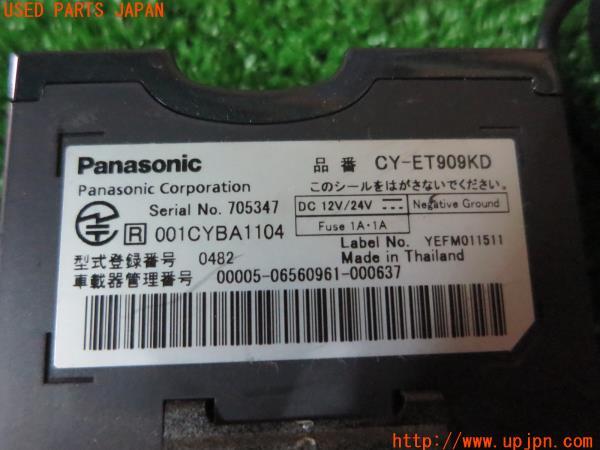 USED PARTS JAPAN
Panasonic
品番 CY-ET909KD
Panasonic Corporation
このシールをはがさないでください。
Serial No. 705347
DC 12V/24V
Negative Ground
Fuse 1A・1A
R 001CYBA1104
Label No. YEFM011511
型式登録番号 0482
Made in Thailand
車載器管理番号 00005-06560961-000637
http://www.upjpn.com/